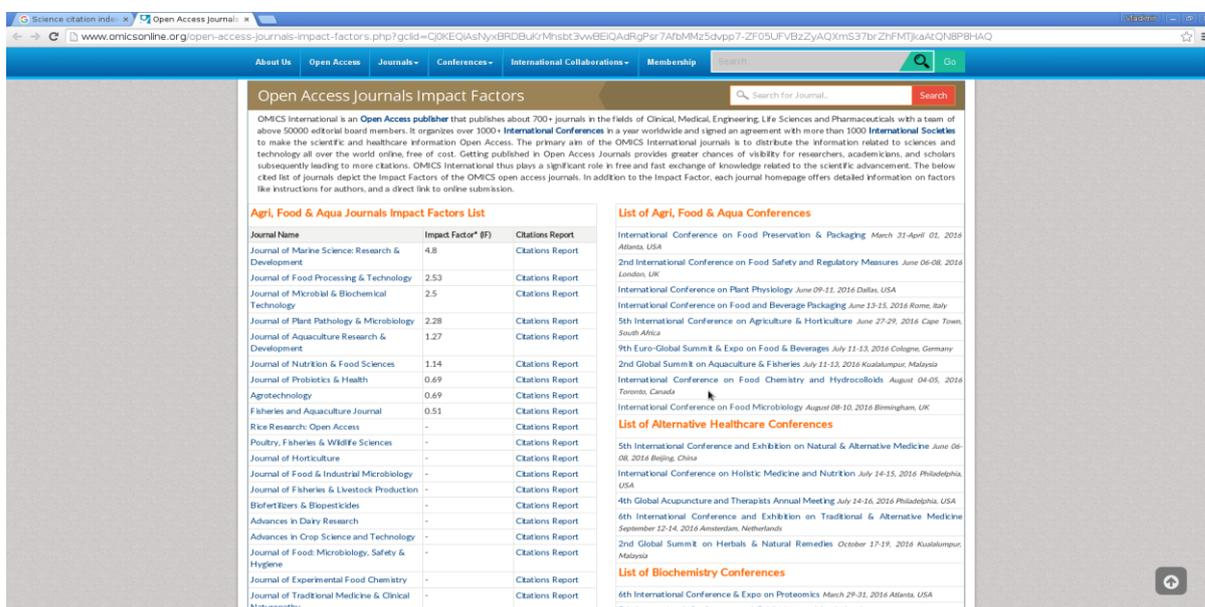 Science citation inde
Open Access Journals
www.omicsonline.org/open-access-journals-impact-factors.php?gclid=
About Us Open Access Journals Conferences International Collaborations Membership Search Go
Open Access Journals Impact Factors
Search for Journal.. Search
OMICS International is an Open Access publisher that publishes about 700+ journals in the fields of Clinical, Medical, Engineering, Life Sciences and Pharmaceuticals with a team of
above 50000 editorial board members. It organizes over 1000+ International Conferences in a year worldwide and signed an agreement with more than 1000 International Societies
to make the scientific and healthcare information Open Access. The primary aim of the OMICS International journals is to distribute the information related to sciences and
technology all over the world online, free of cost. Getting published in Open Access Journals provides greater chances of visibility for researchers, academicians, and scholars
subsequently leading to more citations. OMICS International thus plays a significant role in free and fast exchange of knowledge related to the scientific advancement. The below
cited list of journals depict the Impact Factors of the OMICS open access journals. In addition to the Impact Factor, each journal homepage offers detailed information on factors
like instructions for authors, and a direct link to online submission.
Agri, Food & Aqua Journals Impact Factors List
Journal Name Impact Factor* (IF) Citations Report
Journal of Marine Science: Research & 4.8 Citations Report
Development
Journal of Food Processing & Technology 2.53 Citations Report
Journal of Microbial & Biochemical 2.5 Citations Report
Technology
Journal of Plant Pathology & Microbiology 2.28 Citations Report
Journal of Aquaculture Research & 1.27 Citations Report
Development
Journal of Nutrition & Food Sciences 1.14 Citations Report
Journal of Probiotics & Health 0.69 Citations Report
Agrotechnology 0.69 Citations Report
Fisheries and Aquaculture Journal 0.51 Citations Report
Rice Research: Open Access - Citations Report
Poultry, Fisheries & Wildlife Sciences - Citations Report
Journal of Horticulture - Citations Report
Journal of Food & Industrial Microbiology - Citations Report
Journal of Fisheries & Livestock Production - Citations Report
Biofertilizers & Biopesticides - Citations Report
Advances in Dairy Research - Citations Report
Advances in Crop Science and Technology - Citations Report
Journal of Food: Microbiology, Safety & - Citations Report
Hygiene
Journal of Experimental Food Chemistry - Citations Report
Journal of Traditional Medicine & Clinical - Citations Report
Naturopathy
List of Agri, Food & Aqua Conferences
International Conference on Food Preservation & Packaging March 31-April 01, 2016
Atlanta, USA
2nd International Conference on Food Safety and Regulatory Measures June 06-08, 2016
London, UK
International Conference on Plant Physiology June 09-11, 2016 Dallas, USA
International Conference on Food and Beverage Packaging June 13-15, 2016 Rome, Italy
5th International Conference on Agriculture & Horticulture June 27-29, 2016 Cape Town,
South Africa
9th Euro-Global Summit & Expo on Food & Beverages July 11-13, 2016 Cologne, Germany
2nd Global Summit on Aquaculture & Fisheries July 11-13, 2016 Kualalumpur, Malaysia
International Conference on Food Chemistry and Hydrocolloids August 04-05, 2016
Toronto, Canada
International Conference on Food Microbiology August 08-10, 2016 Birmingham, UK
List of Alternative Healthcare Conferences
5th International Conference and Exhibition on Natural & Alternative Medicine June 06-
08, 2016 Beijing, China
International Conference on Holistic Medicine and Nutrition July 14-15, 2016 Philadelphia,
USA
4th Global Acupuncture and Therapists Annual Meeting July 14-16, 2016 Philadelphia, USA
6th International Conference and Exhibition on Traditional & Alternative Medicine
September 12-14, 2016 Amsterdam, Netherlands
2nd Global Summit on Herbals & Natural Remedies October 17-19, 2016 Kualalumpur,
Malaysia
List of Biochemistry Conferences
6th International Conference & Expo on Proteomics March 29-31, 2016 Atlanta, USA